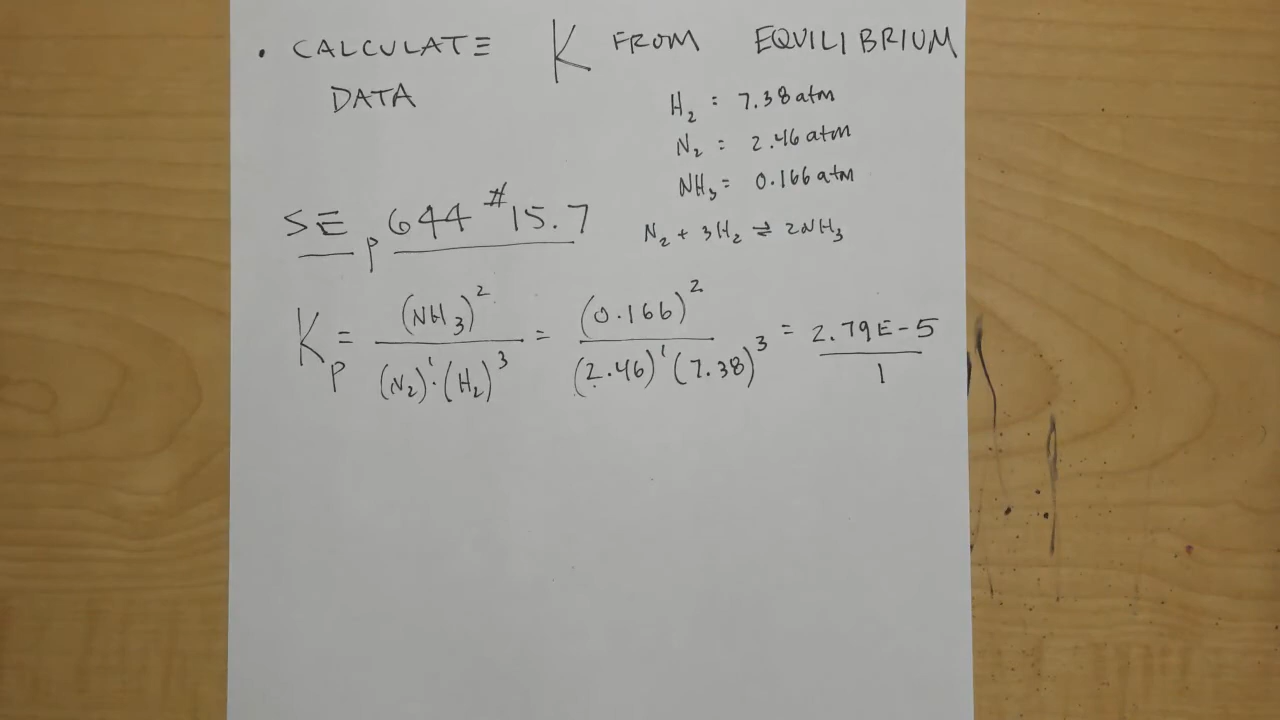 • CALCULATE K FROM EQUILIBRIUM
DATA
H₂ = 7.38 atm
N₂ = 2.46 atm
NH₃ = 0.166 atm
SE p 644 #15.7
N₂ + 3H₂ ⇌ 2NH₃
Kp = (NH₃)² / (N₂)¹·(H₂)³ = (0.166)² / (2.46)¹(7.38)³ = 2.79E-5 / 1